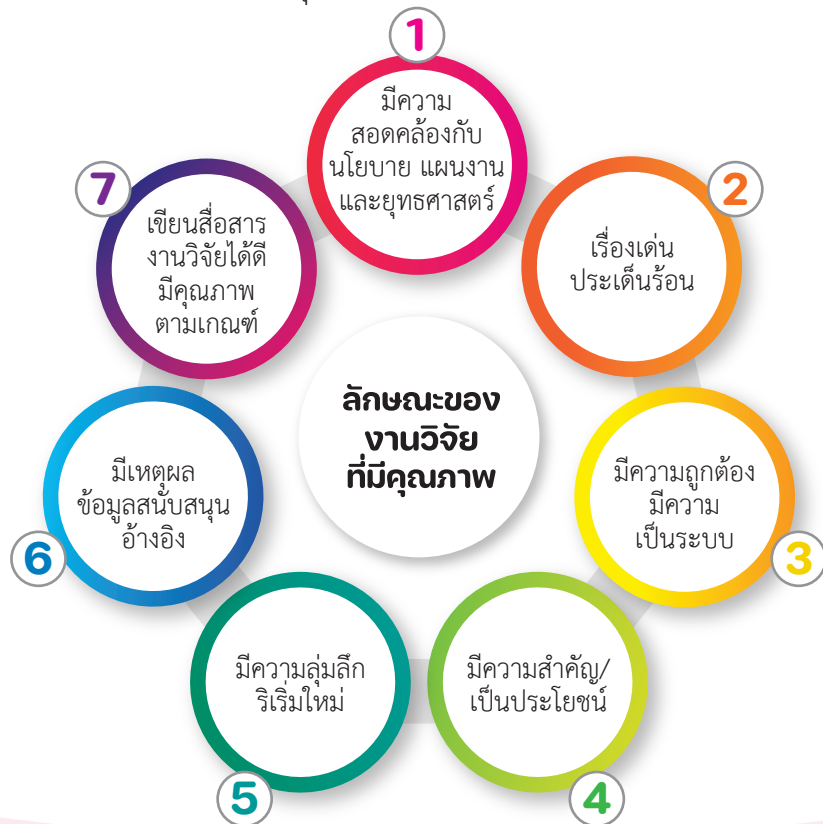 1
มีความ
สอดคล้องกับ
นโยบาย แผนงาน
และยุทธศาสตร์
2
เรื่องเด่น
ประเด็นร้อน
3
มีความถูกต้อง
มีความ
เป็นระบบ
4
มีความสำคัญ/
เป็นประโยชน์
5
มีความลุ่มลึก
ริเริ่มใหม่
6
มีเหตุผล
ข้อมูลสนับสนุน
อ้างอิง
7
เขียนสื่อสาร
งานวิจัยได้ดี
มีคุณภาพ
ตามเกณฑ์
ลักษณะของ
งานวิจัย
ที่มีคุณภาพ